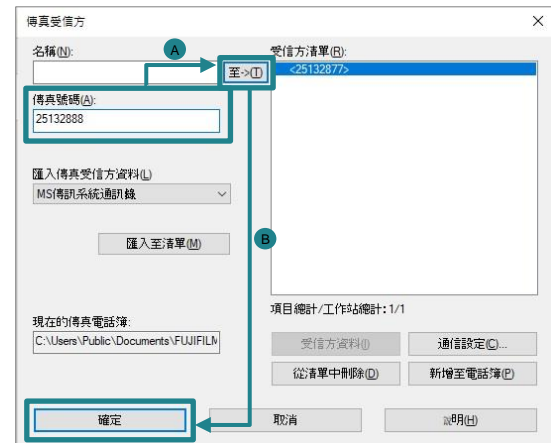 傳真受信方
名稱(N):
A
至->(T)
受信方清單(R):
<25132877>
傳真號碼(A):
25132888
匯入傳真受信方資料(L)
MS傳訊系統通訊錄
匯入至清單(M)
B
項目總計/工作站總計: 1/1
現在的傳真電話簿:
C:\Users\Public\Documents\FUJIFILM
受信方資料(I)
通信設定(C)...
從清單中刪除(D)
新增至電話簿(P)
確定
取消
說明(H)